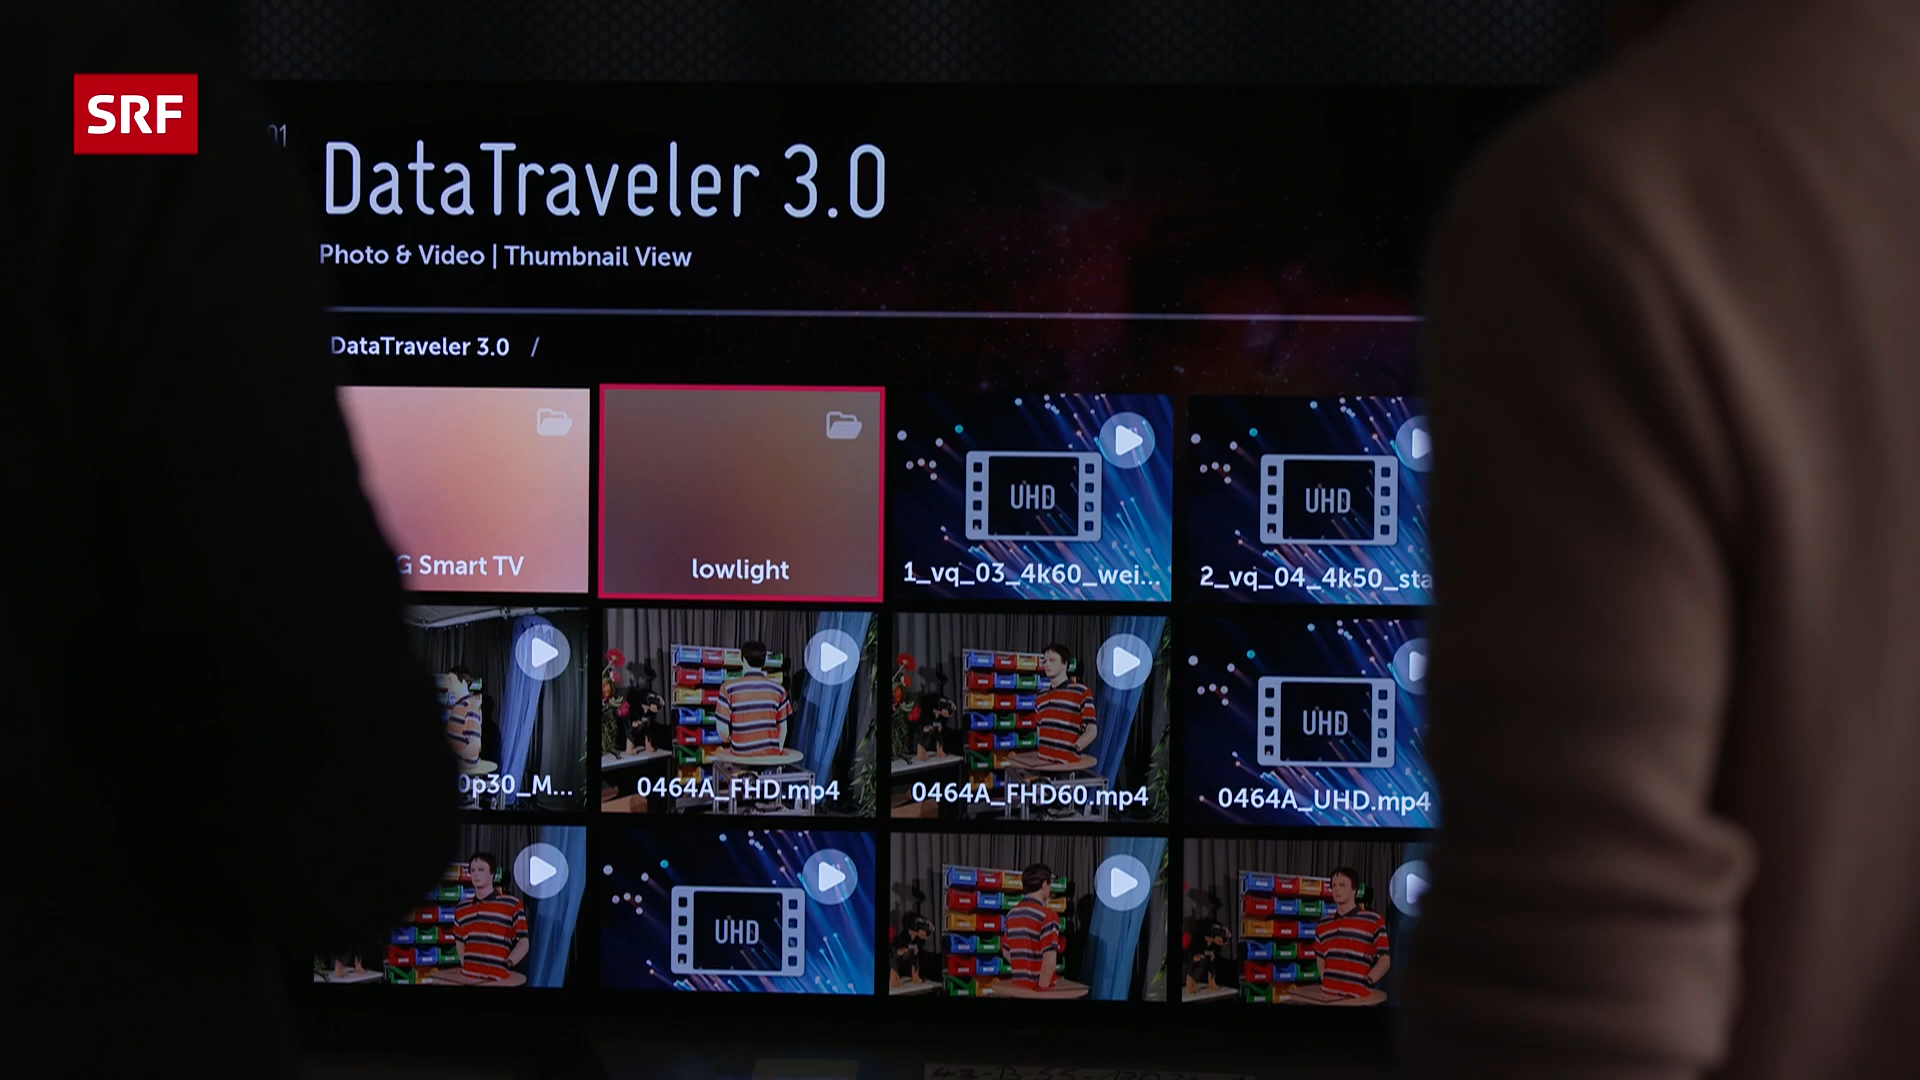 SRF
01
DataTraveler 3.0
Photo & Video | Thumbnail View
DataTraveler 3.0 /
G Smart TV
lowlight
UHD
1_vq_03_4k60_wei...
UHD
2_vq_04_4k50_sta
0p30_M...
0464A_FHD.mp4
0464A_FHD60.mp4
UHD
0464A_UHD.mp4
UHD